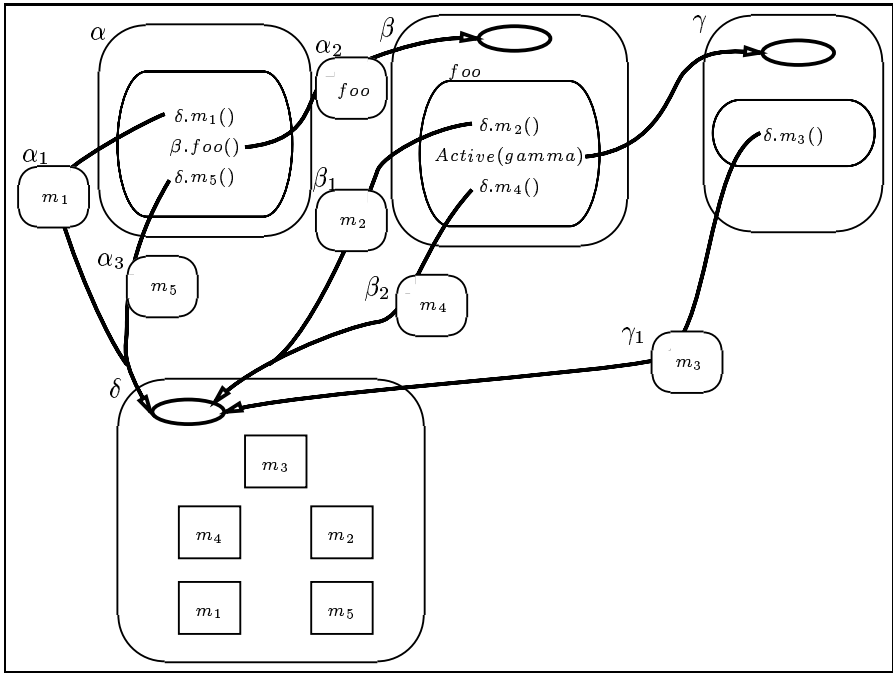 α
α₂
β
γ
foo
foo
δ.m₁()
β.foo()
δ.m₅()
δ.m₂()
Active(gamma)
δ.m₄()
δ.m₃()
α₁
m₁
β₁
m₂
α₃
m₅
β₂
m₄
γ₁
m₃
δ
m₃
m₄
m₂
m₁
m₅